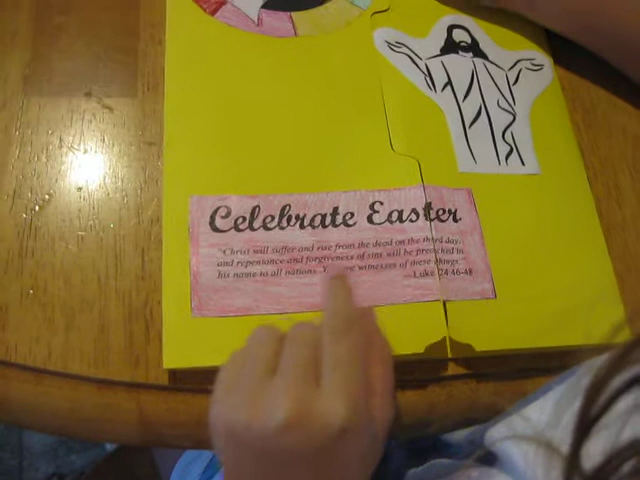 Celebrate Easter
"Christ will suffer and rise from the dead on the third day,
and repentance and forgiveness of sins will be preached in
his name to all nations. witnesses of these things."
—Luke 24:46-48